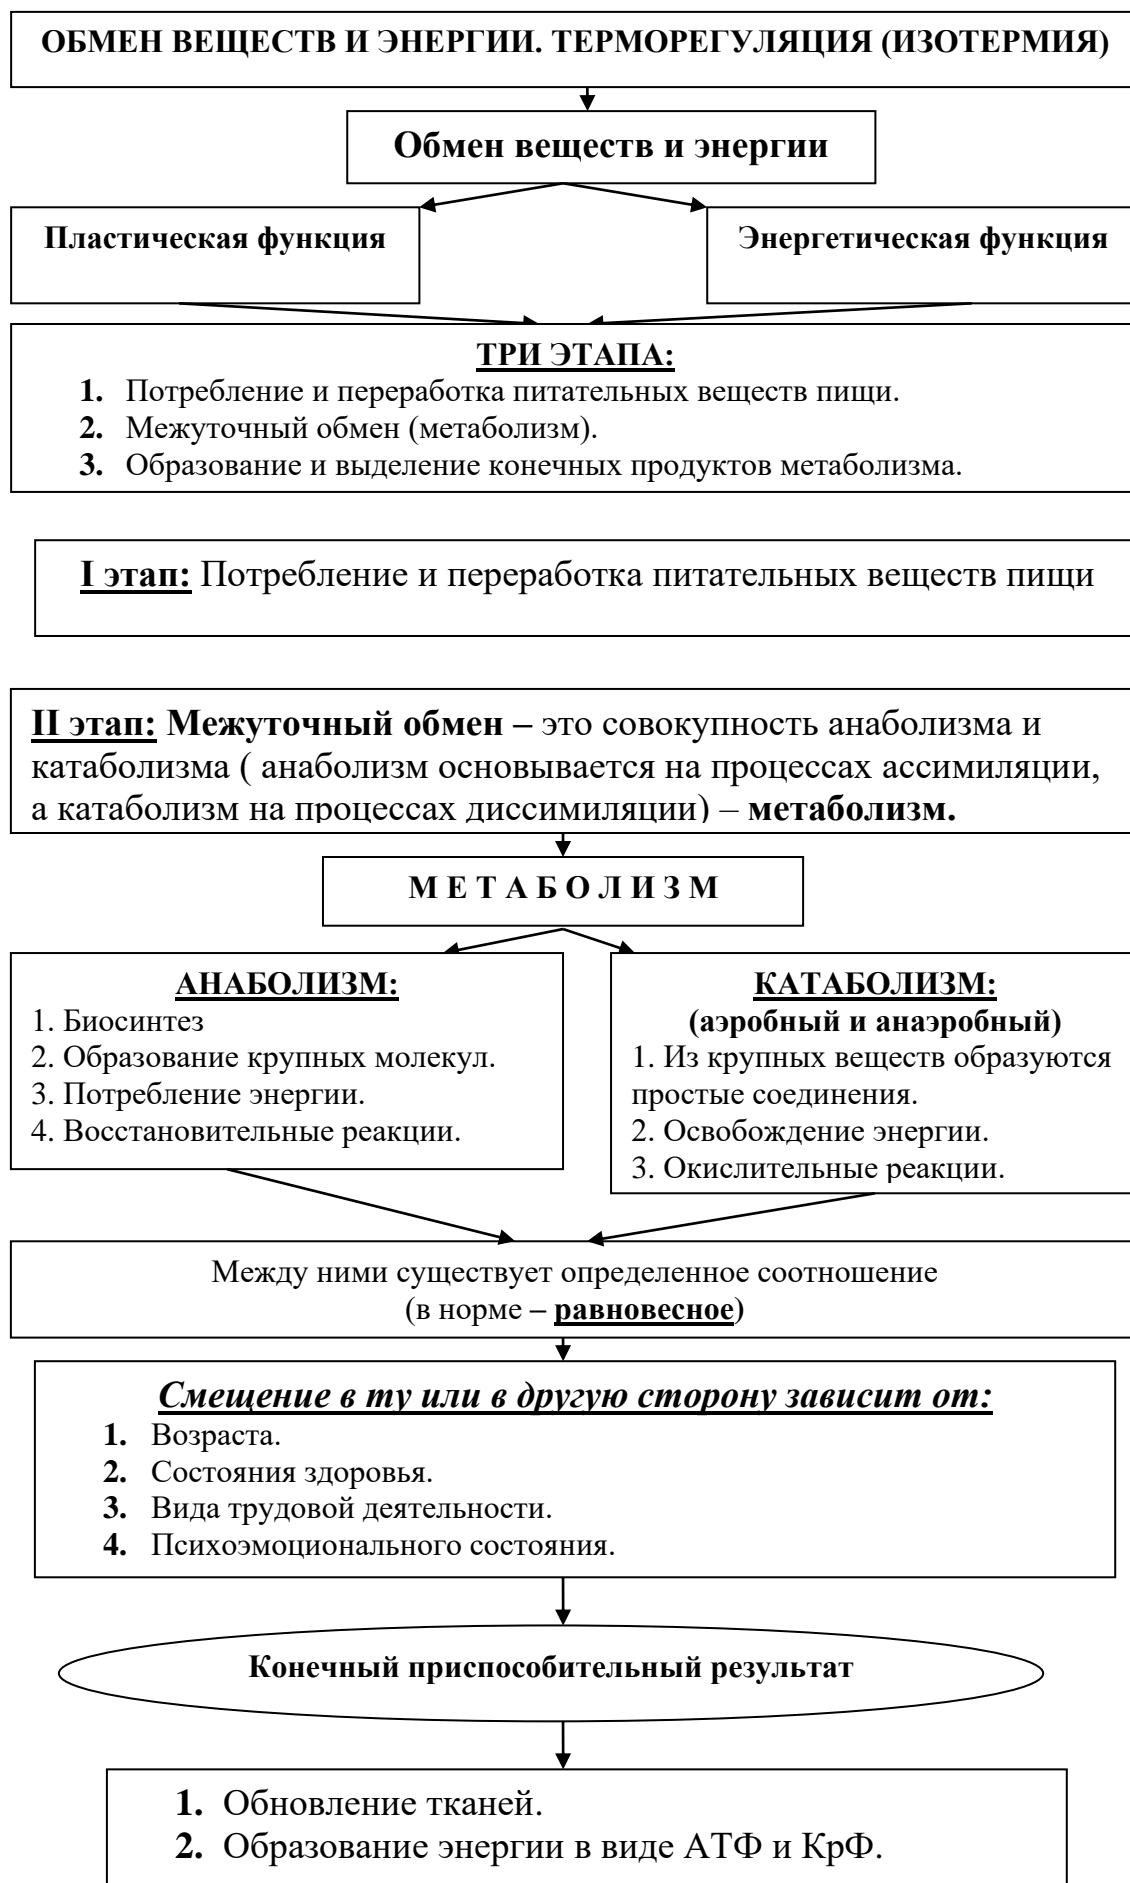 ОБМЕН ВЕЩЕСТВ И ЭНЕРГИИ. ТЕРМОРЕГУЛЯЦИЯ (ИЗОТЕРМИЯ)
Обмен веществ и энергии
Пластическая функция
Энергетическая функция
ТРИ ЭТАПА:
1. Потребление и переработка питательных веществ пищи.
2. Межуточный обмен (метаболизм).
3. Образование и выделение конечных продуктов метаболизма.
I этап: Потребление и переработка питательных веществ пищи
II этап: Межуточный обмен – это совокупность анаболизма и
катаболизма ( анаболизм основывается на процессах ассимиляции,
а катаболизм на процессах диссимиляции) – метаболизм.
М Е Т А Б О Л И З М
АНАБОЛИЗМ:
1. Биосинтез
2. Образование крупных молекул.
3. Потребление энергии.
4. Восстановительные реакции.
КАТАБОЛИЗМ:
(аэробный и анаэробный)
1. Из крупных веществ образуются
простые соединения.
2. Освобождение энергии.
3. Окислительные реакции.
Между ними существует определенное соотношение
(в норме – равновесное)
Смещение в ту или в другую сторону зависит от:
1. Возраста.
2. Состояния здоровья.
3. Вида трудовой деятельности.
4. Психоэмоционального состояния.
Конечный приспособительный результат
1. Обновление тканей.
2. Образование энергии в виде АТФ и КрФ.